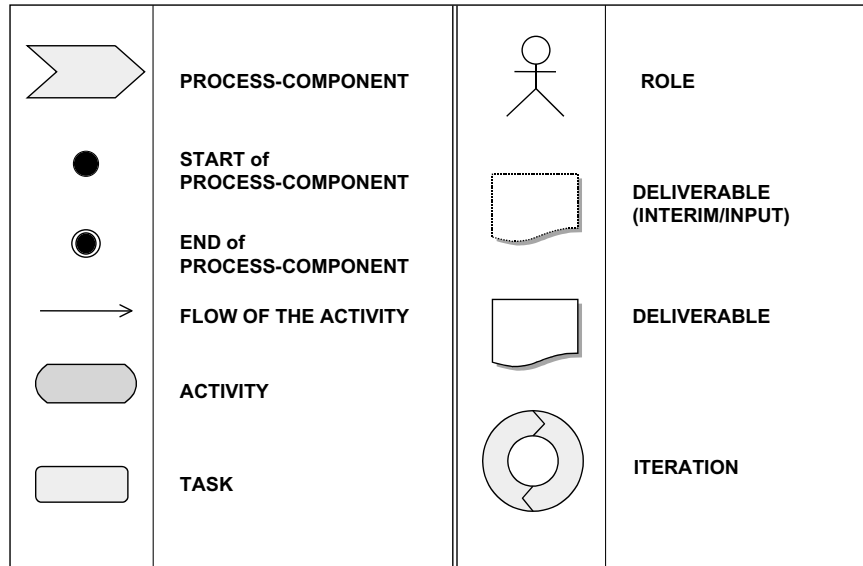 PROCESS-COMPONENT
START of
PROCESS-COMPONENT
END of
PROCESS-COMPONENT
FLOW OF THE ACTIVITY
ACTIVITY
TASK
ROLE
DELIVERABLE
(INTERIM/INPUT)
DELIVERABLE
ITERATION